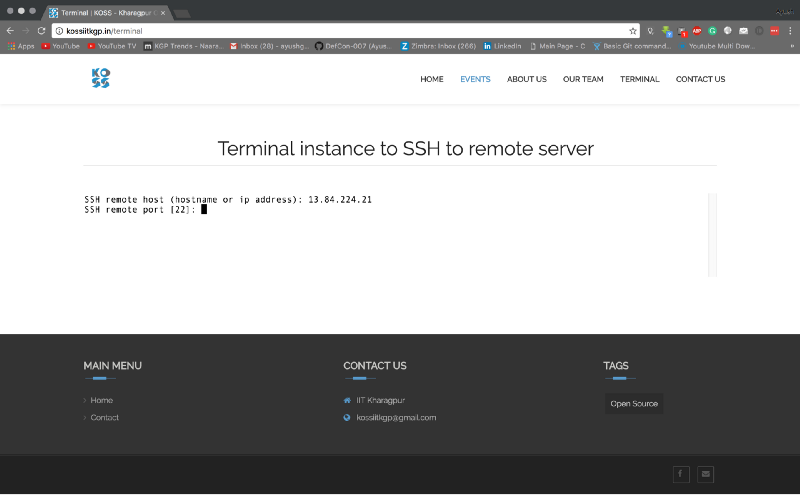 Terminal | KOSS - Kharagpur
kossiitkgp.in/terminal
Apps YouTube YouTube TV KGP Trends - Naara... Inbox (28) - ayushg... DefCon-007 (Ayus... Zimbra: Inbox (266) LinkedIn Main Page - C Basic Git command... Youtube Multi Dow...
KOSS
HOME EVENTS ABOUT US OUR TEAM TERMINAL CONTACT US
Terminal instance to SSH to remote server
SSH remote host (hostname or ip address): 13.84.224.21
SSH remote port [22]:
MAIN MENU CONTACT US TAGS
Home IIT Kharagpur Open Source
Contact kossiitkgp@gmail.com